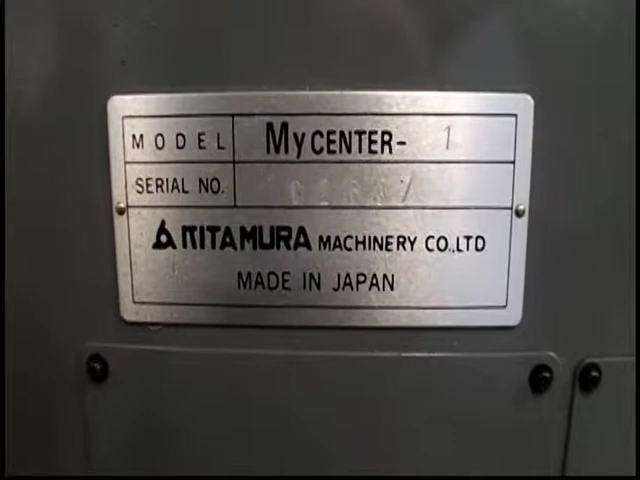 MODEL MyCENTER- 1
SERIAL NO.
KITAMURA MACHINERY CO.,LTD
MADE IN JAPAN